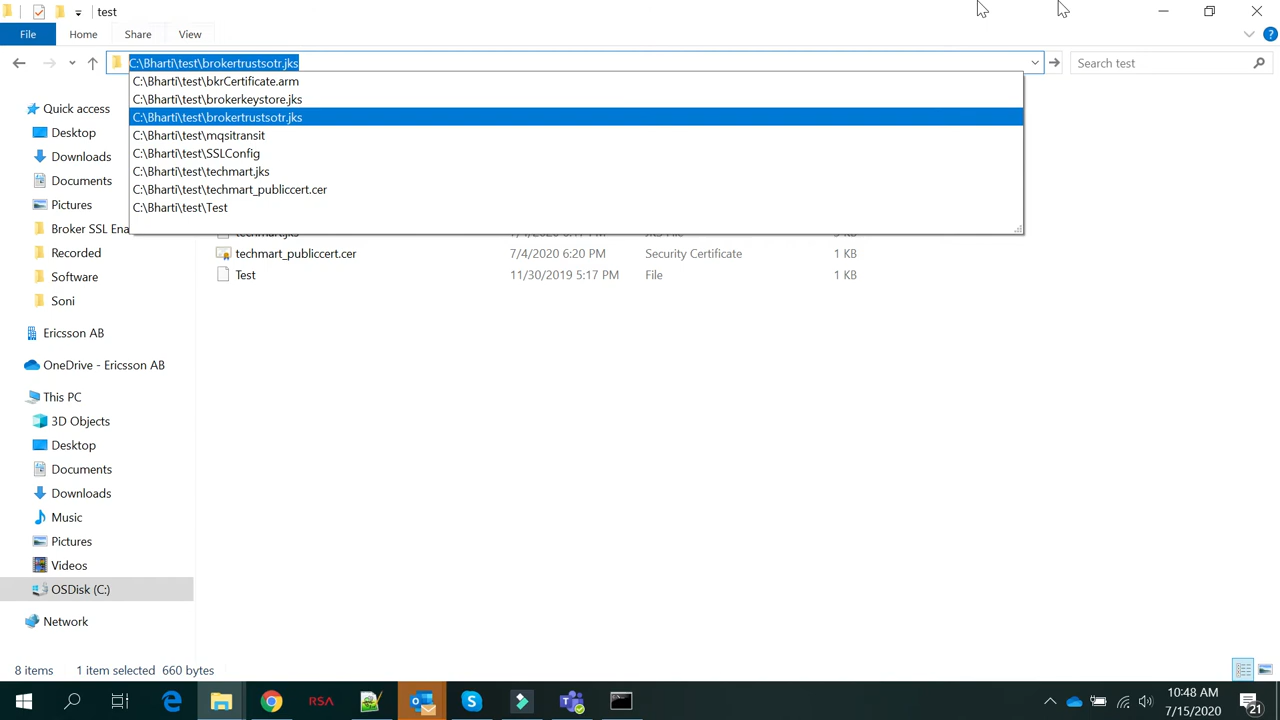 test
File
Home
Share
View
C:\Bharti\test\brokertrustsotr.jks
Search test
C:\Bharti\test\bkrCertificate.arm
C:\Bharti\test\brokerkeystore.jks
C:\Bharti\test\brokertrustsotr.jks
C:\Bharti\test\mqsitransit
C:\Bharti\test\SSLConfig
C:\Bharti\test\techmart.jks
C:\Bharti\test\techmart_publiccert.cer
C:\Bharti\test\Test
techmart_publiccert.cer 7/4/2020 6:20 PM Security Certificate 1 KB
Test 11/30/2019 5:17 PM File 1 KB
Quick access
Desktop
Downloads
Documents
Pictures
Broker SSL Ena
Recorded
Software
Soni
Ericsson AB
OneDrive - Ericsson AB
This PC
3D Objects
Desktop
Documents
Downloads
Music
Pictures
Videos
OSDisk (C:)
Network
8 items 1 item selected 660 bytes
RSA
10:48 AM
7/15/2020
21